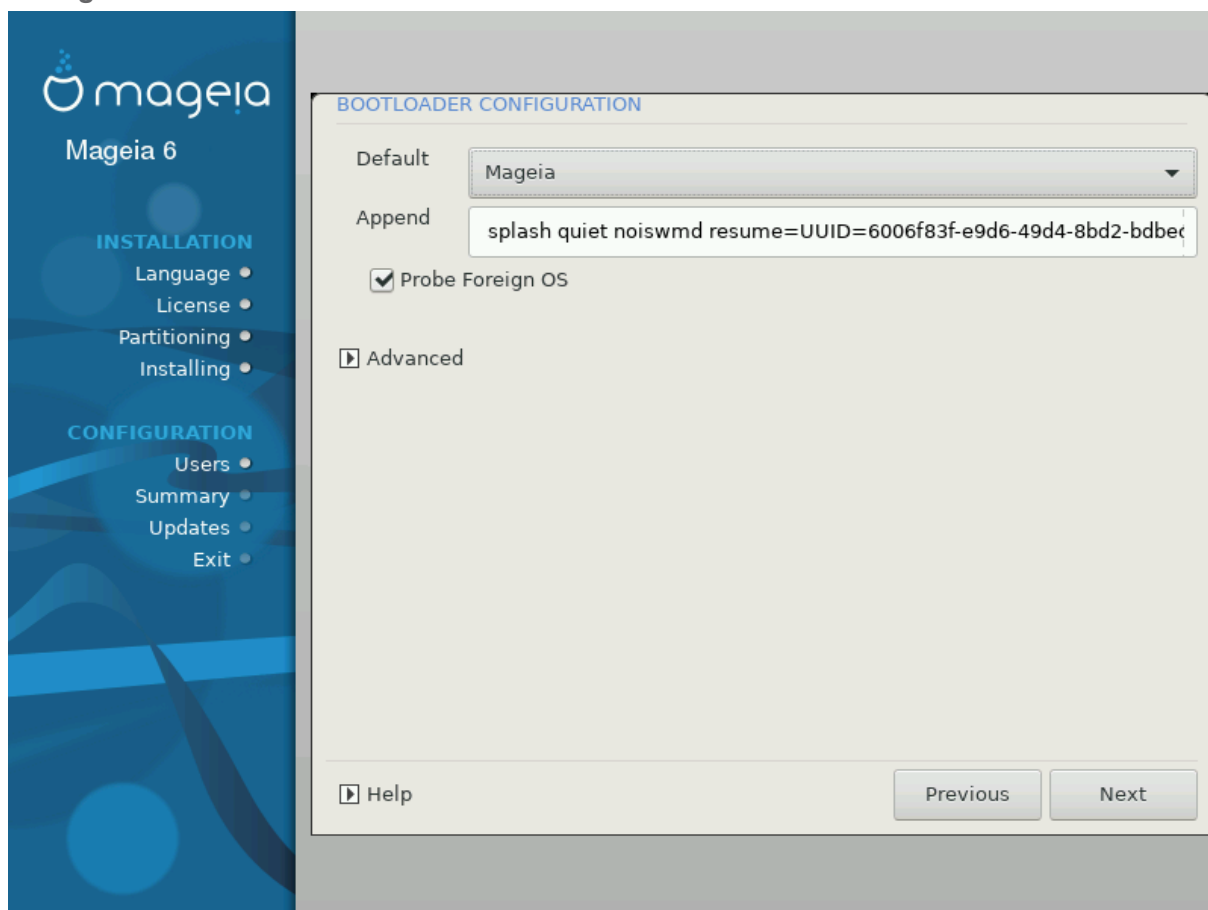 mageia
Mageia 6
INSTALLATION
Language
License
Partitioning
Installing
CONFIGURATION
Users
Summary
Updates
Exit
BOOTLOADER CONFIGURATION
Default
Mageia
Append
splash quiet noiswmd resume=UUID=6006f83f-e9d6-49d4-8bd2-bdbec
Probe Foreign OS
Advanced
Help
Previous
Next